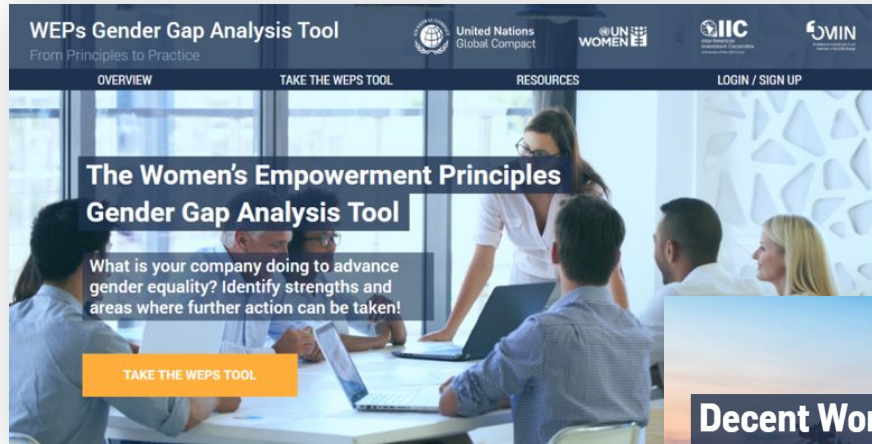 WEPs Gender Gap Analysis Tool
From Principles to Practice
United Nations
Global Compact
UN
WOMEN
IIC
OVERVIEW
TAKE THE WEPS TOOL
RESOURCES
LOGIN / SIGN UP
The Women's Empowerment Principles
Gender Gap Analysis Tool
What is your company doing to advance
gender equality? Identify strengths and
areas where further action can be taken!
TAKE THE WEPS TOOL
Decent Wor